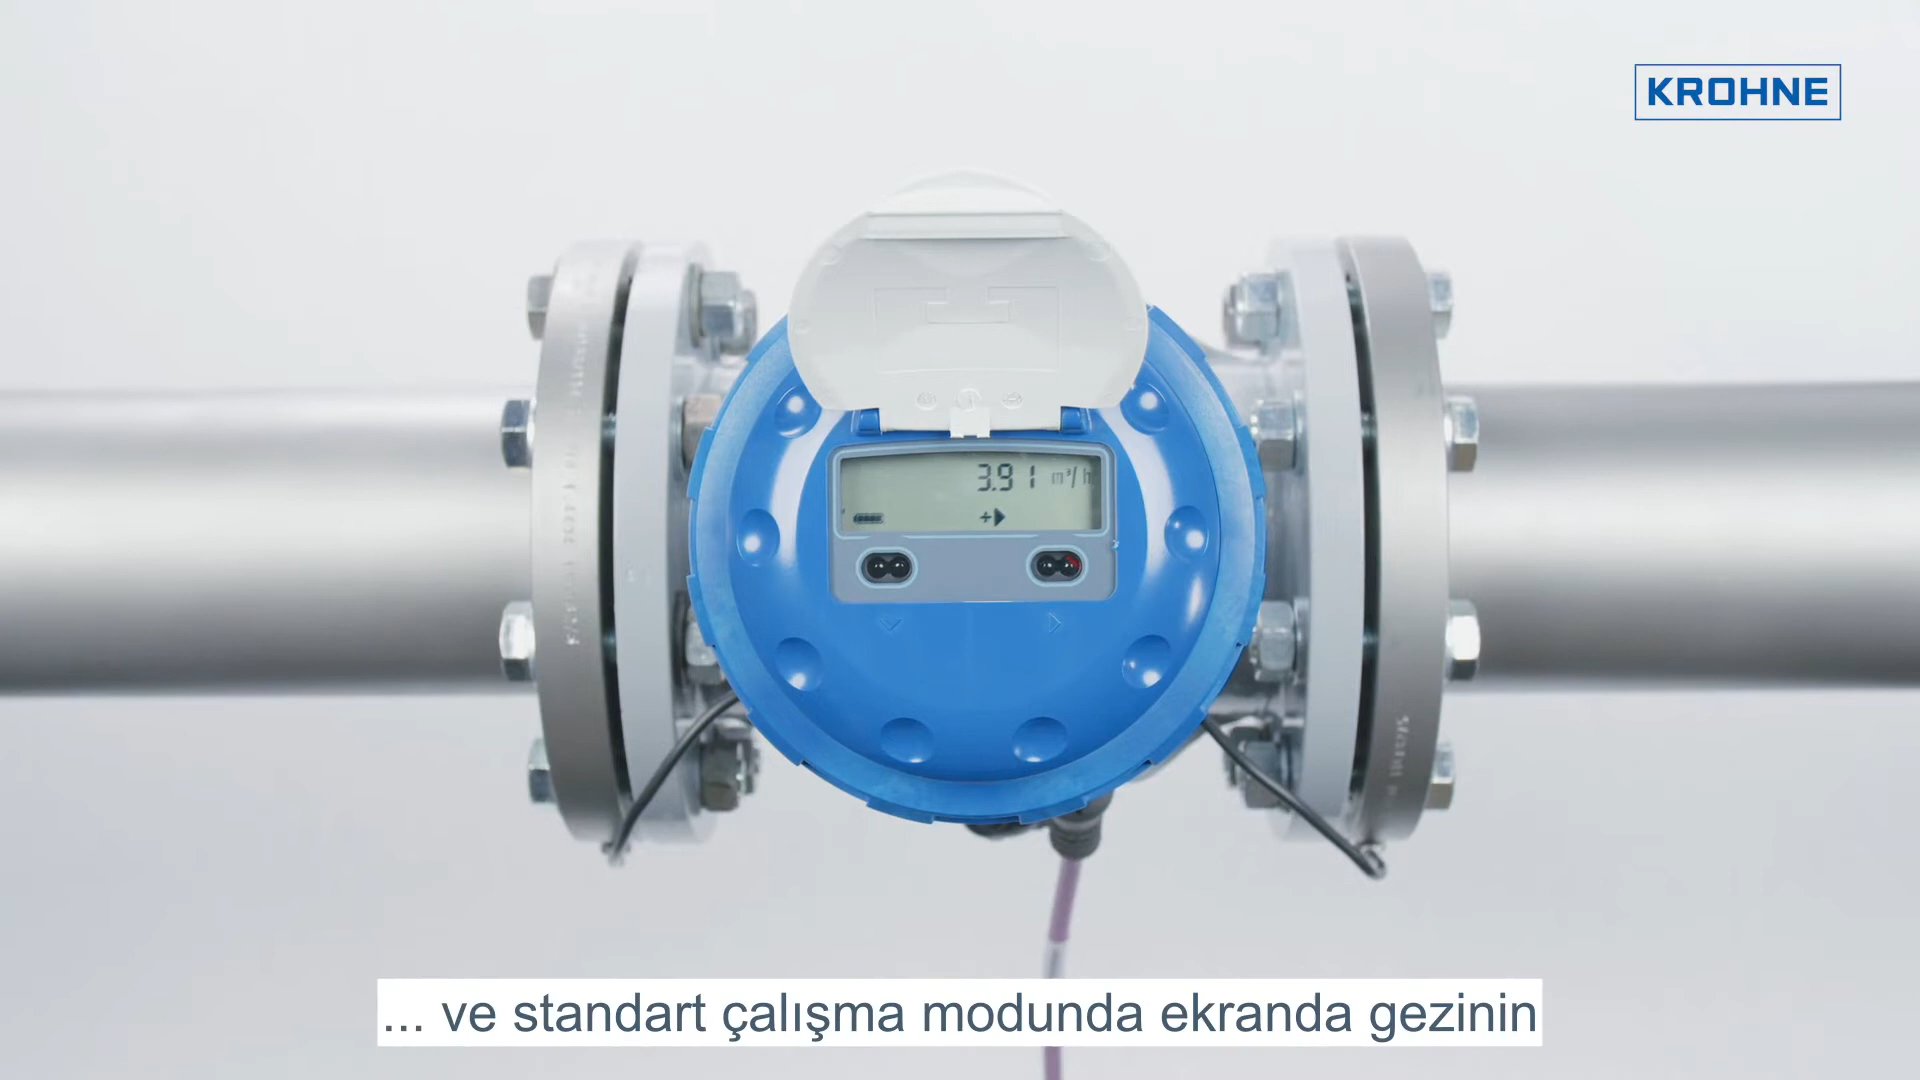 KROHNE
3.91 m³/h
... ve standart çalışma modunda ekranda gezinin